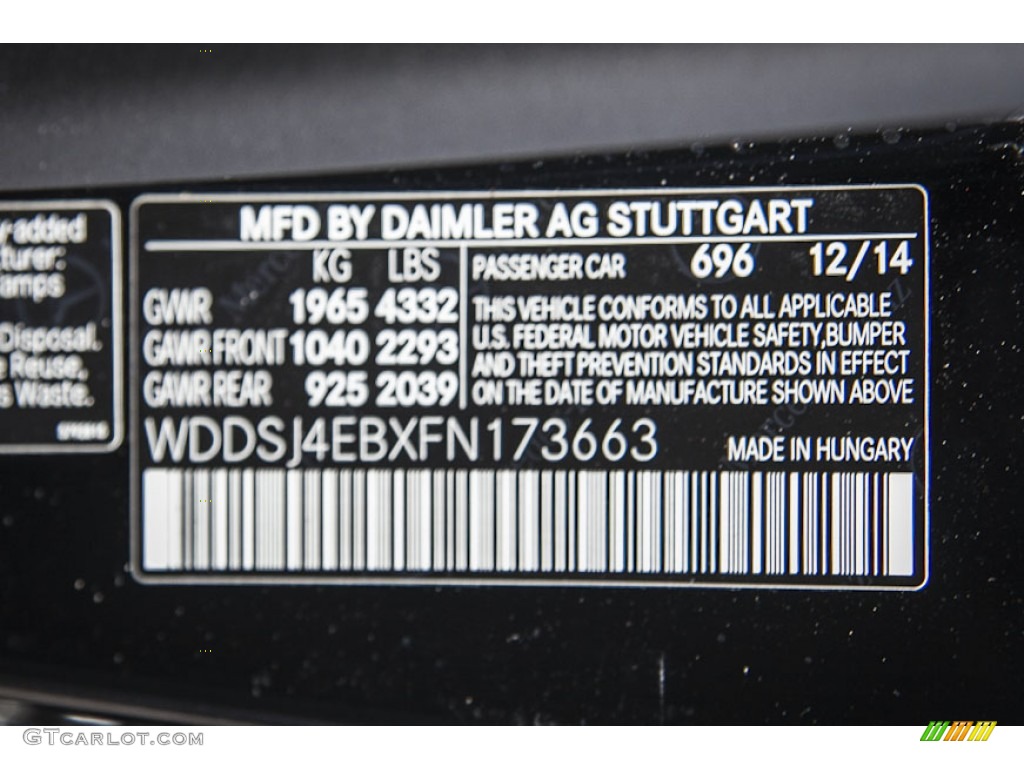 y added
turer:
amps
Disposal.
e Reuse,
s Waste.
MFD BY DAIMLER AG STUTTGART
KG LBS
GVWR 1965 4332
GAWR FRONT 1040 2293
GAWR REAR 925 2039
PASSENGER CAR 696 12/14
THIS VEHICLE CONFORMS TO ALL APPLICABLE
U.S. FEDERAL MOTOR VEHICLE SAFETY, BUMPER
AND THEFT PREVENTION STANDARDS IN EFFECT
ON THE DATE OF MANUFACTURE SHOWN ABOVE
WDDSJ4EBXFN173663
MADE IN HUNGARY
GTCARLOT.COM